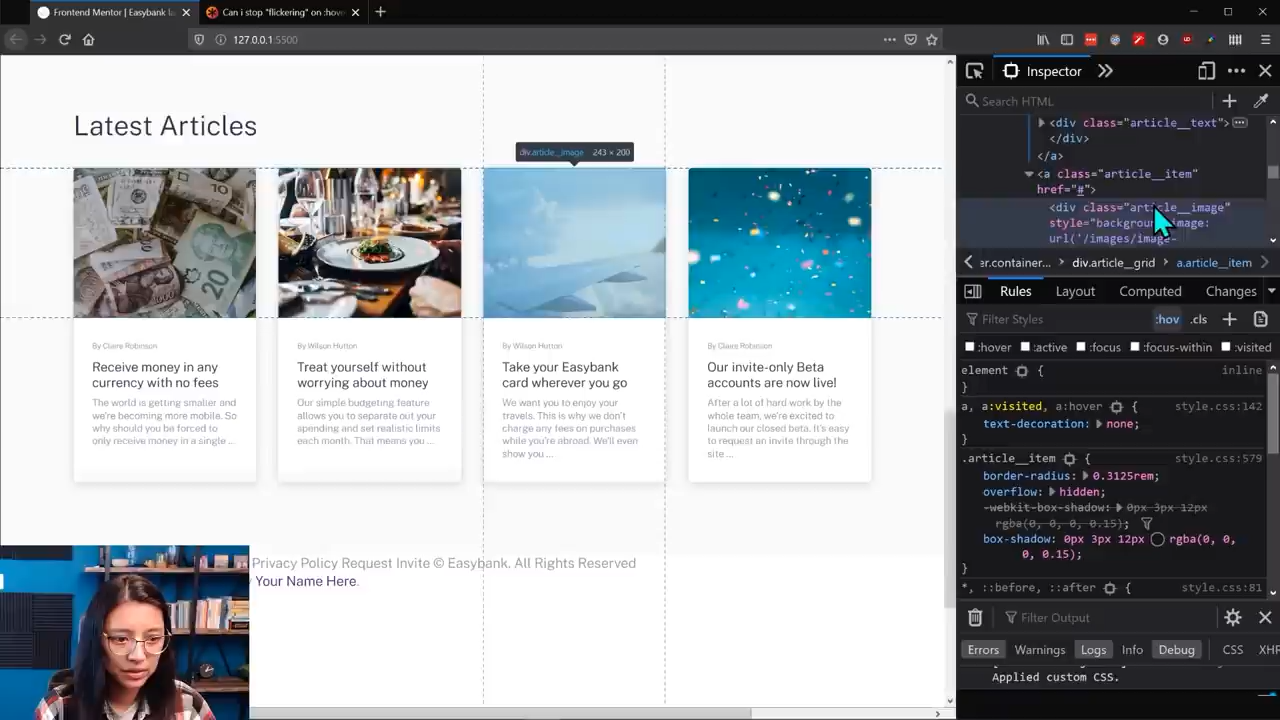 Frontend Mentor | Easybank la
Can i stop "flickering" on :hove
127.0.0.1:5500
Latest Articles
div.article__image 243 × 200
By Claire Robinson
Receive money in any
currency with no fees
The world is getting smaller and
we're becoming more mobile. So
why should you be forced to
only receive money in a single ...
By Wilson Hutton
Treat yourself without
worrying about money
Our simple budgeting feature
allows you to separate out your
spending and set realistic limits
each month. That means you ...
By Wilson Hutton
Take your Easybank
card wherever you go
We want you to enjoy your
travels. This is why we don't
charge any fees on purchases
while you're abroad. We'll even
show you ...
By Claire Robinson
Our invite-only Beta
accounts are now live!
After a lot of hard work by the
whole team, we're excited to
launch our closed beta. It's easy
to request an invite through the
site ...
Privacy Policy Request Invite © Easybank. All Rights Reserved
Your Name Here.
Inspector
Search HTML
<div class="article__text">
</div>
</a>
<a class="article__item"
href="#">
<div class="article__image"
style="background-image:
url('/images/image-
er.container... div.article__grid a.article__item
Rules Layout Computed Changes
Filter Styles :hov .cls
:hover :active :focus :focus-within :visited
element { inline
}
a, a:visited, a:hover { style.css:142
text-decoration: none;
}
.article__item { style.css:579
border-radius: 0.3125rem;
overflow: hidden;
-webkit-box-shadow: 0px 3px 12px
rgba(0, 0, 0, 0.15);
box-shadow: 0px 3px 12px rgba(0, 0,
0, 0.15);
}
*, ::before, ::after { style.css:81
Filter Output
Errors Warnings Logs Info Debug CSS XHR
Applied custom CSS.